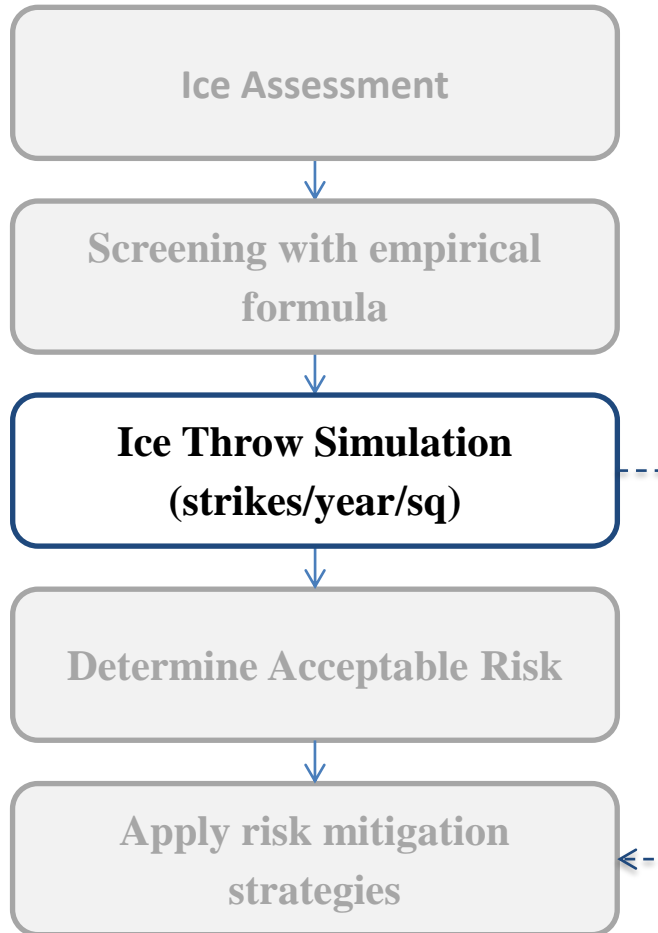 Ice Assessment
Screening with empirical
formula
Ice Throw Simulation
(strikes/year/sq)
Determine Acceptable Risk
Apply risk mitigation
strategies